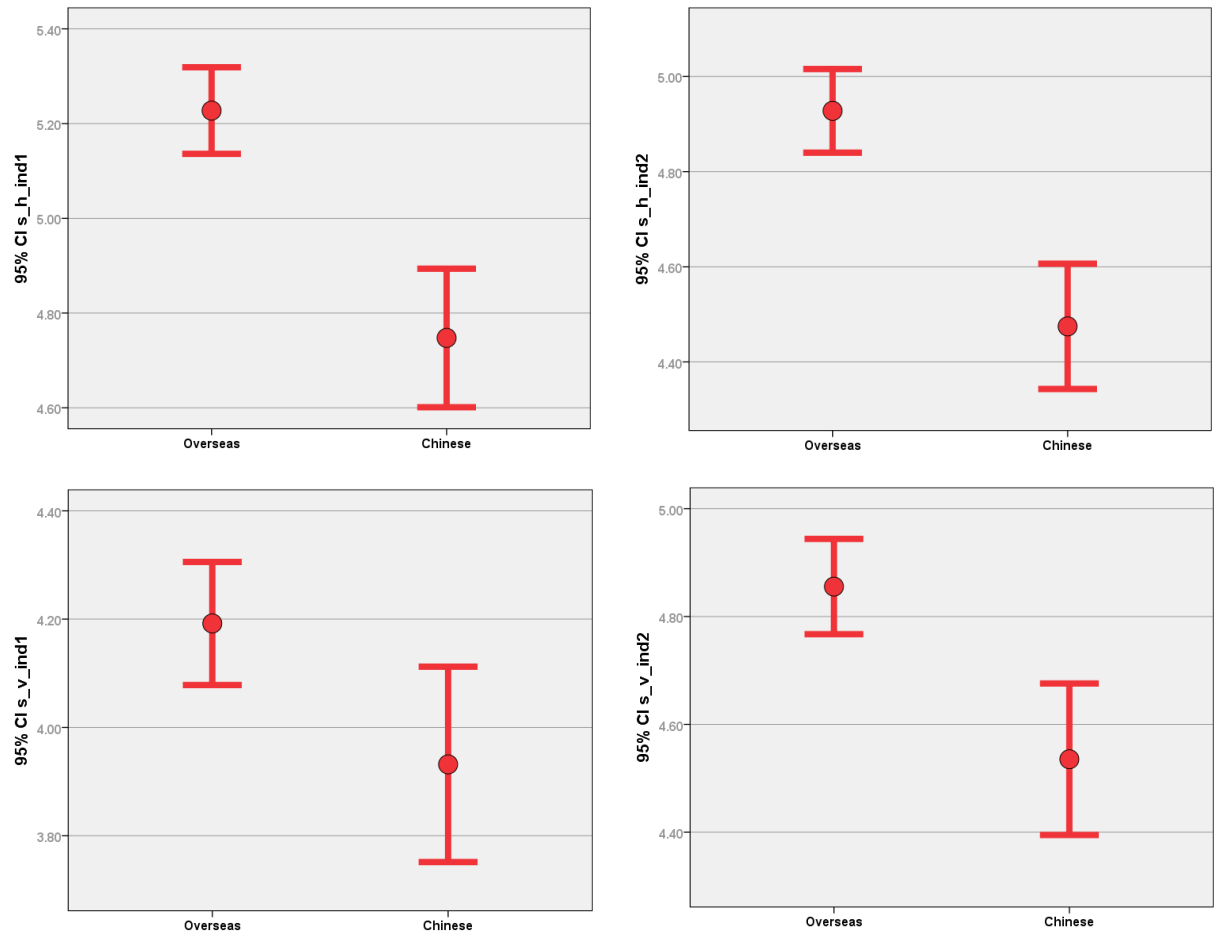 95% CI s_h_ind1
5.40
5.20
5.00
4.80
4.60
Overseas Chinese
95% CI s_h_ind2
5.00
4.80
4.60
4.40
Overseas Chinese
95% CI s_v_ind1
4.40
4.20
4.00
3.80
Overseas Chinese
95% CI s_v_ind2
5.00
4.80
4.60
4.40
Overseas Chinese